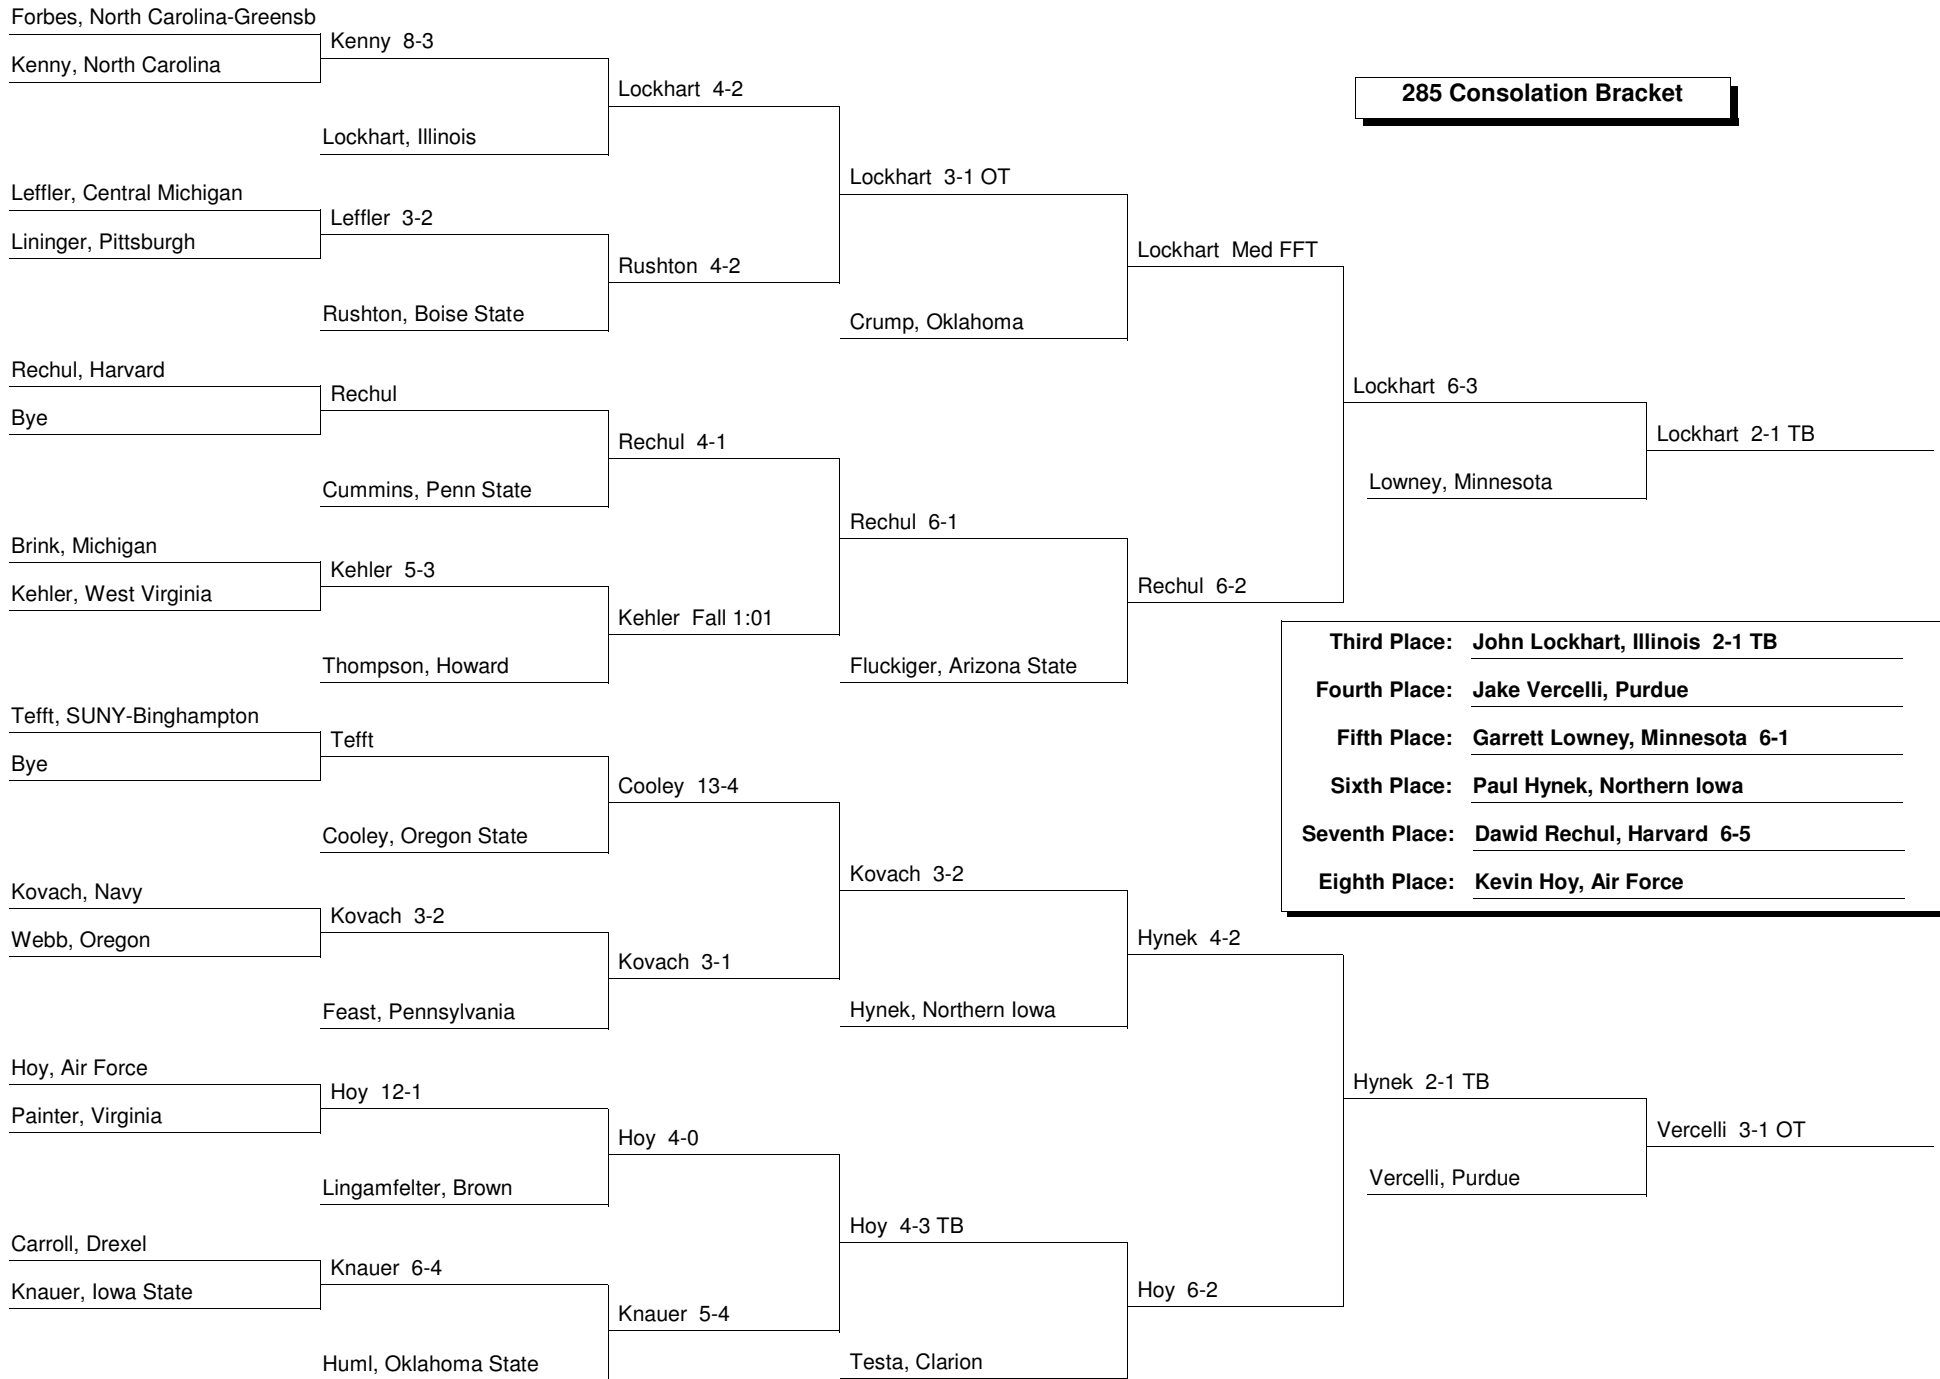 Forbes, North Carolina-Greensb
Kenny 8-3
Kenny, North Carolina
Lockhart 4-2
285 Consolation Bracket
Lockhart, Illinois
Lockhart 3-1 OT
Leffler, Central Michigan
Leffler 3-2
Lininger, Pittsburgh
Lockhart Med FFT
Rushton 4-2
Rushton, Boise State
Crump, Oklahoma
Rechul, Harvard
Rechul
Lockhart 6-3
Bye
Rechul 4-1
Lockhart 2-1 TB
Cummins, Penn State
Lowney, Minnesota
Rechul 6-1
Brink, Michigan
Kehler 5-3
Kehler, West Virginia
Rechul 6-2
Kehler Fall 1:01
Thompson, Howard
Fluckiger, Arizona State
Third Place: John Lockhart, Illinois 2-1 TB
Fourth Place: Jake Vercelli, Purdue
Fifth Place: Garrett Lowney, Minnesota 6-1
Sixth Place: Paul Hynek, Northern Iowa
Seventh Place: Dawid Rechul, Harvard 6-5
Eighth Place: Kevin Hoy, Air Force
Tefft, SUNY-Binghampton
Tefft
Bye
Cooley 13-4
Cooley, Oregon State
Kovach 3-2
Kovach, Navy
Kovach 3-2
Webb, Oregon
Hynek 4-2
Kovach 3-1
Feast, Pennsylvania
Hynek, Northern Iowa
Hoy, Air Force
Hoy 12-1
Hynek 2-1 TB
Painter, Virginia
Hoy 4-0
Vercelli 3-1 OT
Lingamfelter, Brown
Vercelli, Purdue
Hoy 4-3 TB
Carroll, Drexel
Knauer 6-4
Knauer, Iowa State
Hoy 6-2
Knauer 5-4
Huml, Oklahoma State
Testa, Clarion